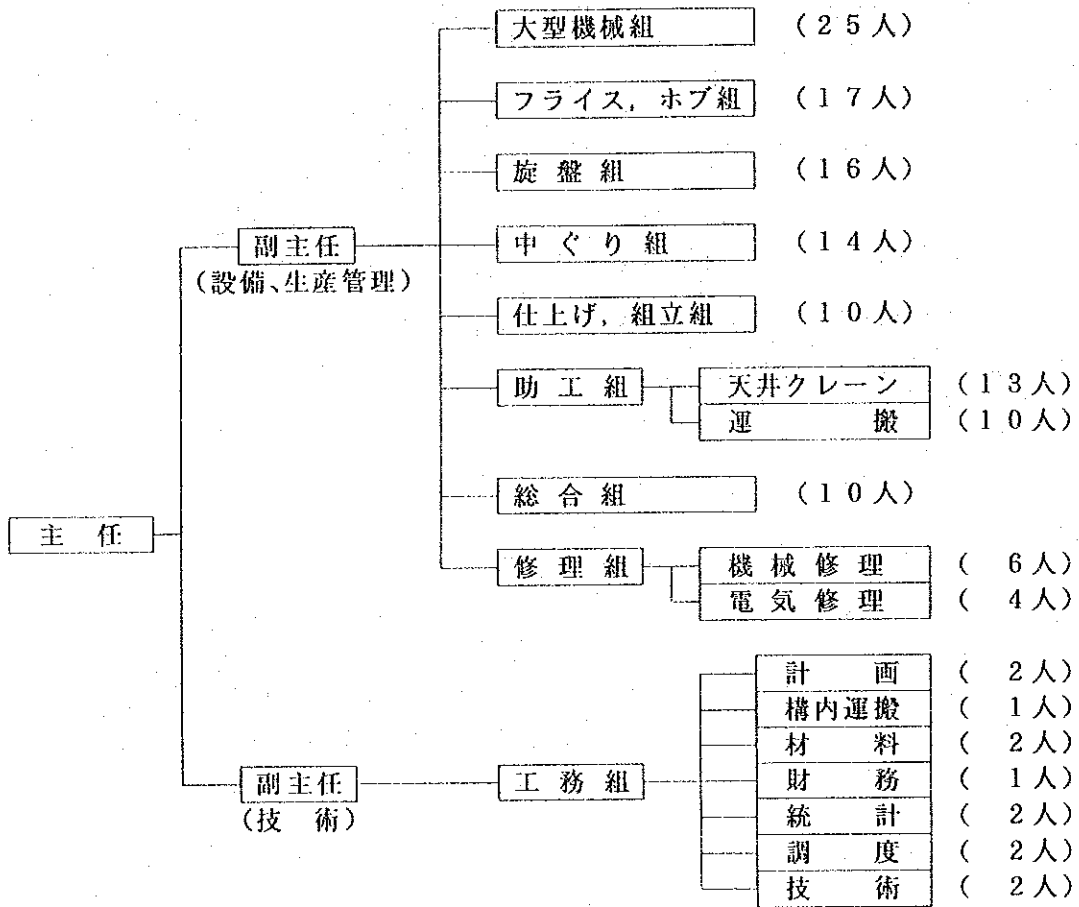 大型機械組 (25人)
フライス, ホブ組 (17人)
旋盤組 (16人)
副主任 中ぐり組 (14人)
(設備、生産管理)
仕上げ, 組立組 (10人)
助工組 天井クレーン (13人)
運搬 (10人)
総合組 (10人)
主任
修理組 機械修理 (6人)
電気修理 (4人)
計画 (2人)
構内運搬 (1人)
材料 (2人)
副主任 工務組 財務 (1人)
(技術)
統計 (2人)
調度 (2人)
技術 (2人)